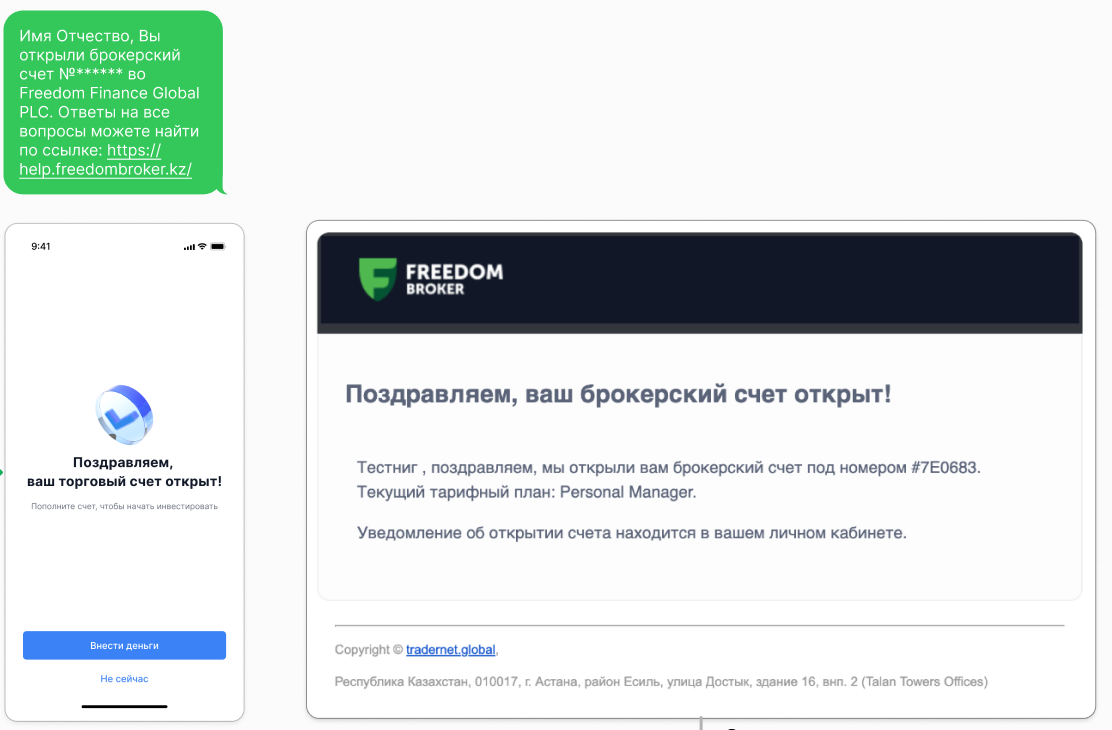 Имя Отчество, Вы
открыли брокерский
счет №****** во
Freedom Finance Global
PLC. Ответы на все
вопросы можете найти
по ссылке: https://
help.freedombroker.kz/
9:41
Поздравляем,
ваш торговый счет открыт!
Пополните счет, чтобы начать инвестировать
Внести деньги
Не сейчас
FREEDOM
BROKER
Поздравляем, ваш брокерский счет открыт!
Тестниг , поздравляем, мы открыли вам брокерский счет под номером #7E0683.
Текущий тарифный план: Personal Manager.
Уведомление об открытии счета находится в вашем личном кабинете.
Copyright © tradernet.global,
Республика Казахстан, 010017, г. Астана, район Есиль, улица Достык, здание 16, внп. 2 (Talan Towers Offices)